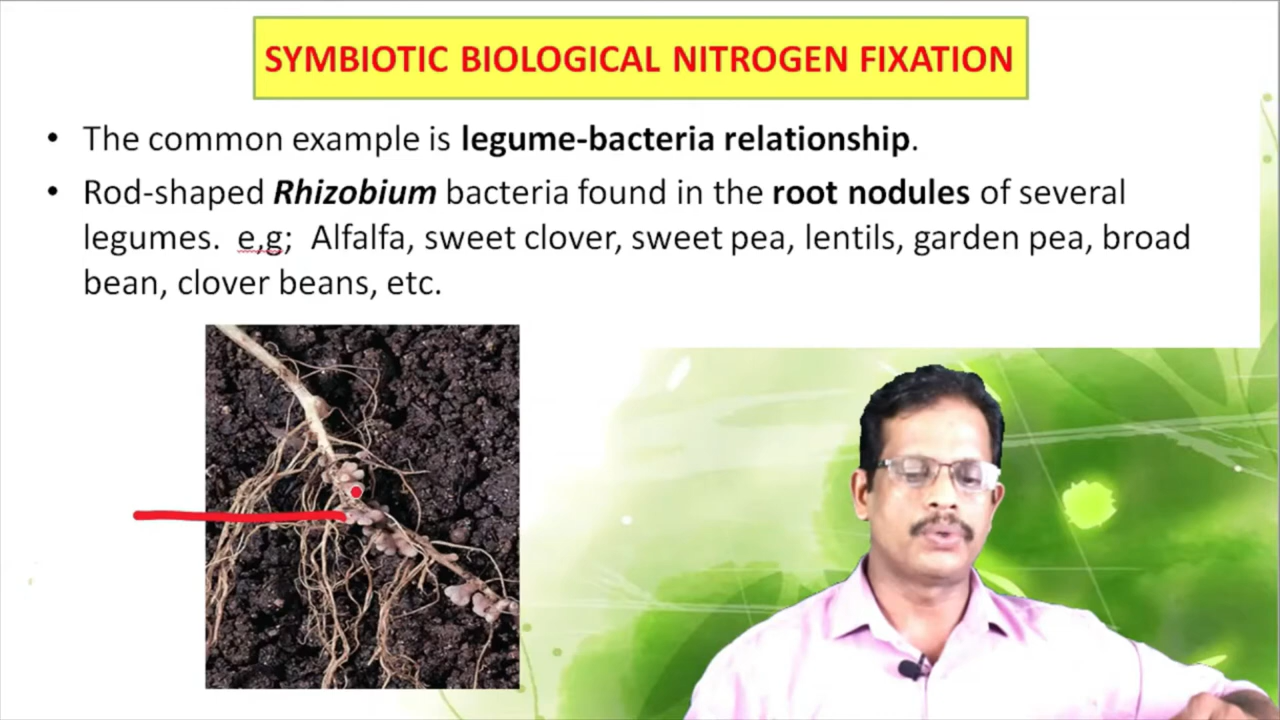 SYMBIOTIC BIOLOGICAL NITROGEN FIXATION
• The common example is legume-bacteria relationship.
• Rod-shaped Rhizobium bacteria found in the root nodules of several
legumes. e,g; Alfalfa, sweet clover, sweet pea, lentils, garden pea, broad
bean, clover beans, etc.